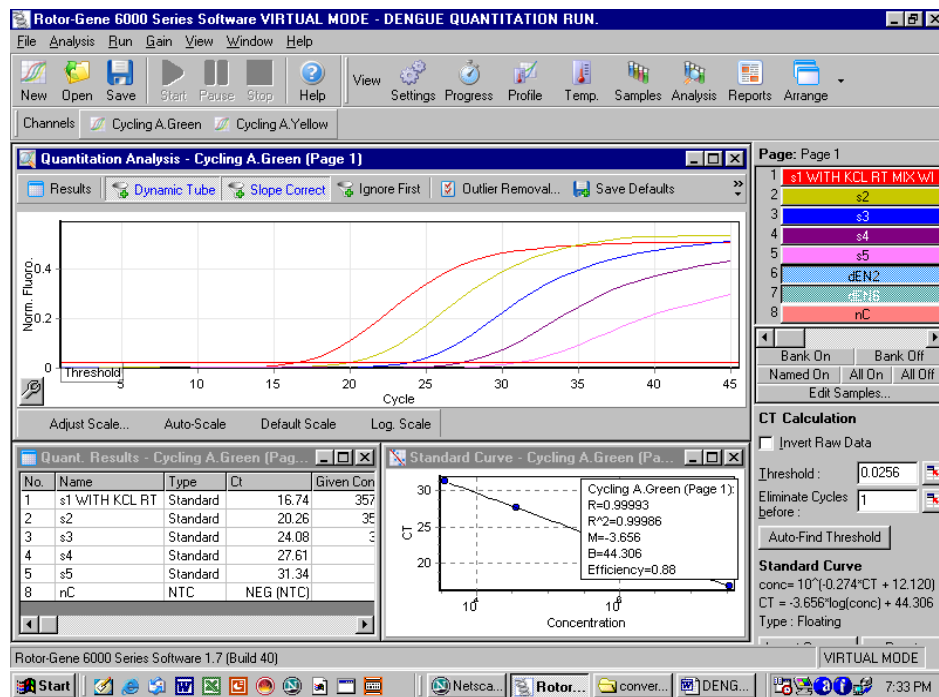 Rotor-Gene 6000 Series Software VIRTUAL MODE - DENGUE QUANTITATION RUN.
File Analysis Run Gain View Window Help
New Open Save Start Pause Stop Help View Settings Progress Profile Temp. Samples Analysis Reports Arrange
Channels Cycling A.Green Cycling A.Yellow
Quantitation Analysis - Cycling A.Green (Page 1)
Results Dynamic Tube Slope Correct Ignore First Outlier Removal... Save Defaults
Norm. Fluoro.
0.4
0.2
0
Threshold
5 10 15 20 25 30 35 40 45
Cycle
Adjust Scale... Auto-Scale Default Scale Log. Scale
Page: Page 1
1 s1 WITH KCL RT MIX WI
2 s2
3 s3
4 s4
5 s5
6 dEN2
7 dEN6
8 nC
Bank On Bank Off
Named On All On All Off
Edit Samples...
CT Calculation
Invert Raw Data
Threshold : 0.0256
Eliminate Cycles before : 1
Auto-Find Threshold
Standard Curve
conc= 10^(-0.274*CT + 12.120)
CT = -3.656*log(conc) + 44.306
Type : Floating
Quant. Results - Cycling A.Green (Pag...
No. Name Type Ct Given Con
1 s1 WITH KCL RT Standard 16.74 357
2 s2 Standard 20.26 35
3 s3 Standard 24.08 3
4 s4 Standard 27.61
5 s5 Standard 31.34
8 nC NTC NEG (NTC)
Standard Curve - Cycling A.Green (Pa...
CT
30
25
20
Cycling A.Green (Page 1):
R=0.99993
R^2=0.99986
M=-3.656
B=44.306
Efficiency=0.88
10^4 10^6
Concentration
Rotor-Gene 6000 Series Software 1.7 (Build 40) VIRTUAL MODE
Start Netsca... Rotor... conver... DENG... 7:33 PM